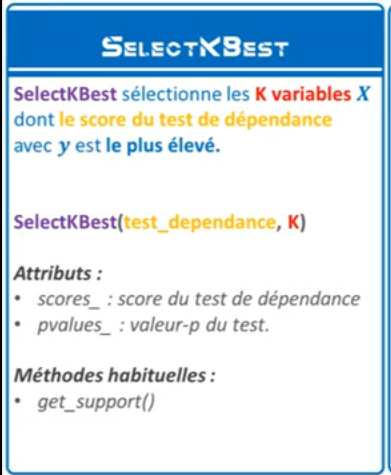 SELECTKBEST
SelectKBest sélectionne les K variables X
dont le score du test de dépendance
avec y est le plus élevé.
SelectKBest(test_dependance, K)
Attributs :
• scores_ : score du test de dépendance
• pvalues_ : valeur-p du test.
Méthodes habituelles :
• get_support()